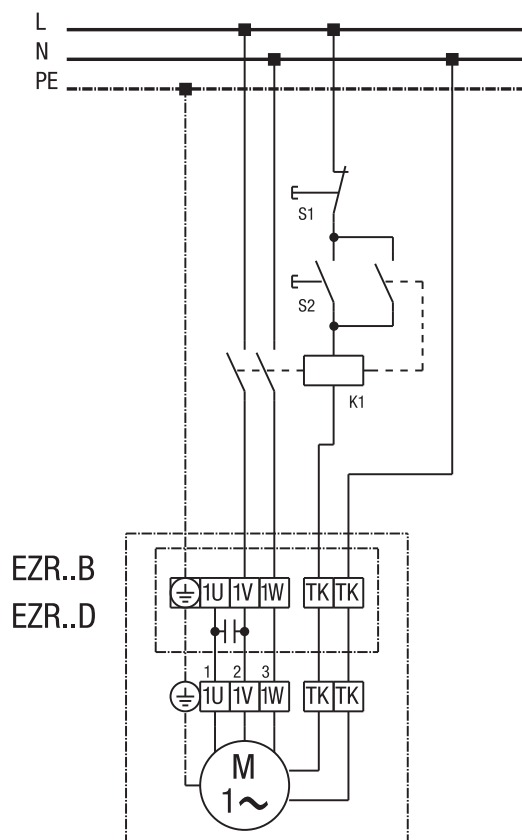 L
N
PE
S1
S2
K1
EZR..B
1U 1V 1W TK TK
EZR..D
1 2 3
1U 1V 1W TK TK
M
1~